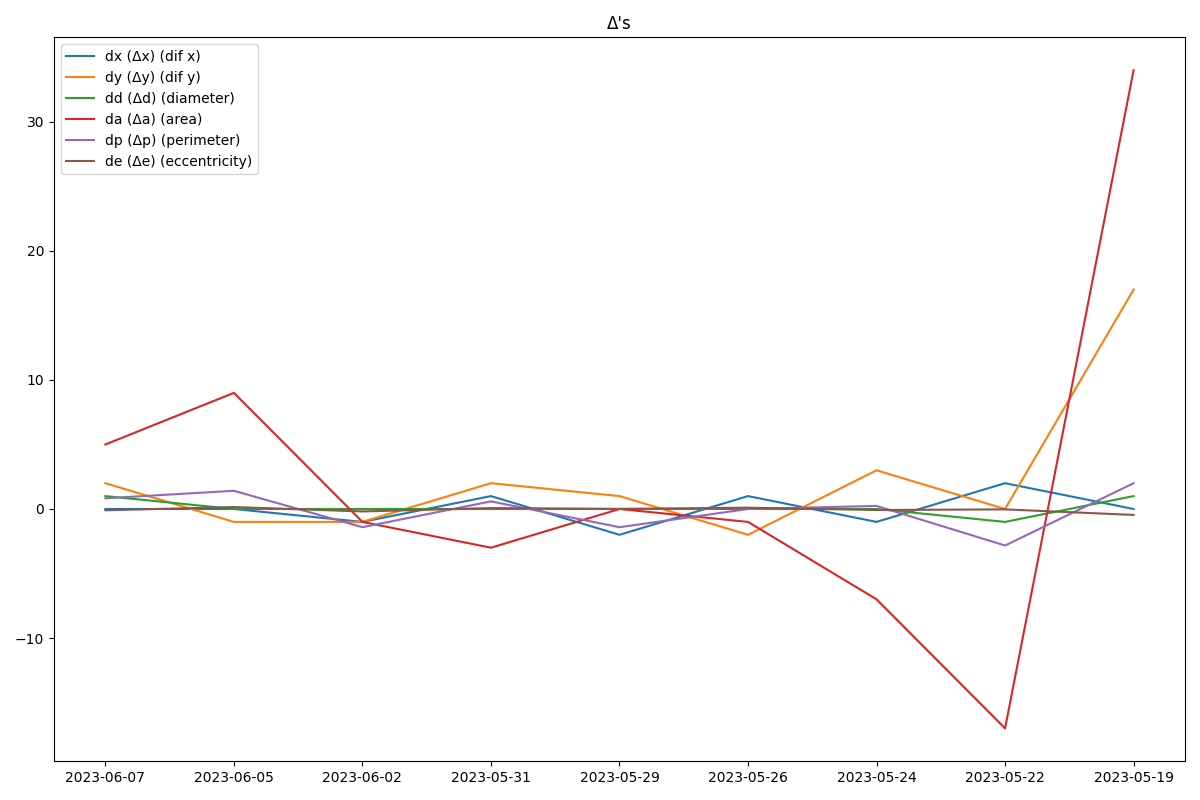 Δ's
dx (Δx) (dif x)
dy (Δy) (dif y)
dd (Δd) (diameter)
da (Δa) (area)
dp (Δp) (perimeter)
de (Δe) (eccentricity)
30
20
10
0
−10
2023-06-07 2023-06-05 2023-06-02 2023-05-31 2023-05-29 2023-05-26 2023-05-24 2023-05-22 2023-05-19